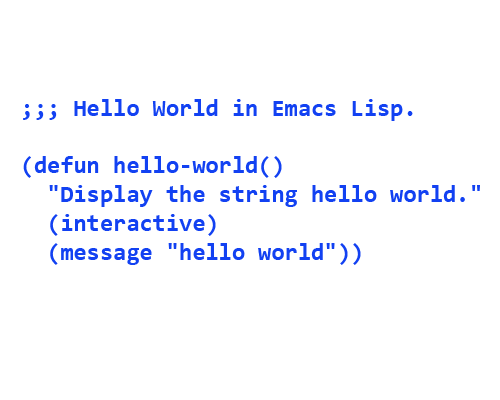 ;;; Hello World in Emacs Lisp.
(defun hello-world()
  "Display the string hello world."
  (interactive)
  (message "hello world"))